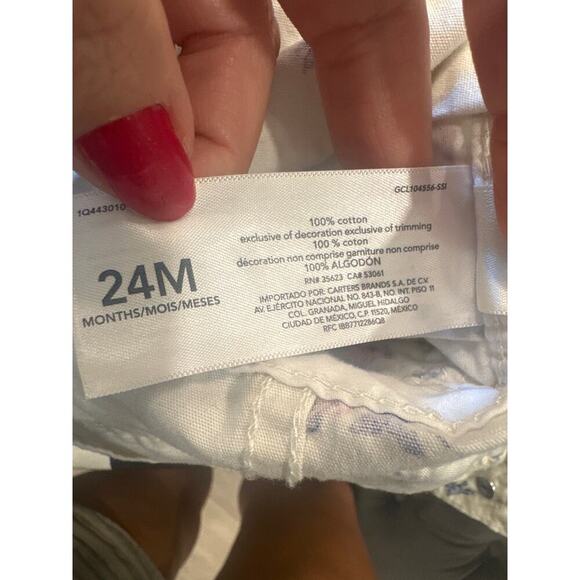 1Q443010
GCL104556-SSI
24M
MONTHS/MOIS/MESES
100% cotton
exclusive of decoration exclusive of trimming
100 % coton
décoration non comprise garniture non comprise
100% ALGODÓN
RN# 35623 CA# 53061
IMPORTADO POR: CARTERS BRANDS S.A. DE C.V.
AV. EJÉRCITO NACIONAL NO. 843-B, NO. INT. PISO 11
COL. GRANADA, MIGUEL HIDALGO
CIUDAD DE MÉXICO, C.P. 11520, MÉXICO
RFC IBB7712286Q8